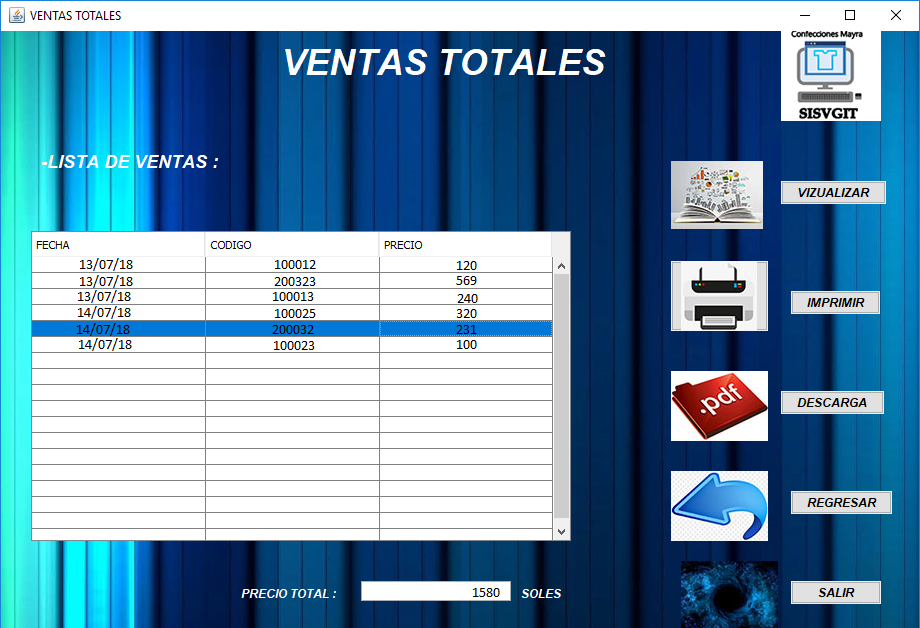 VENTAS TOTALES
VENTAS TOTALES
Confecciones Mayra
SISVGIT
-LISTA DE VENTAS :
VIZUALIZAR
FECHA CODIGO PRECIO
13/07/18 100012 120
13/07/18 200323 569
13/07/18 100013 240
14/07/18 100025 320
14/07/18 200032 231
14/07/18 100023 100
IMPRIMIR
.pdf
DESCARGA
REGRESAR
PRECIO TOTAL : 1580 SOLES
SALIR